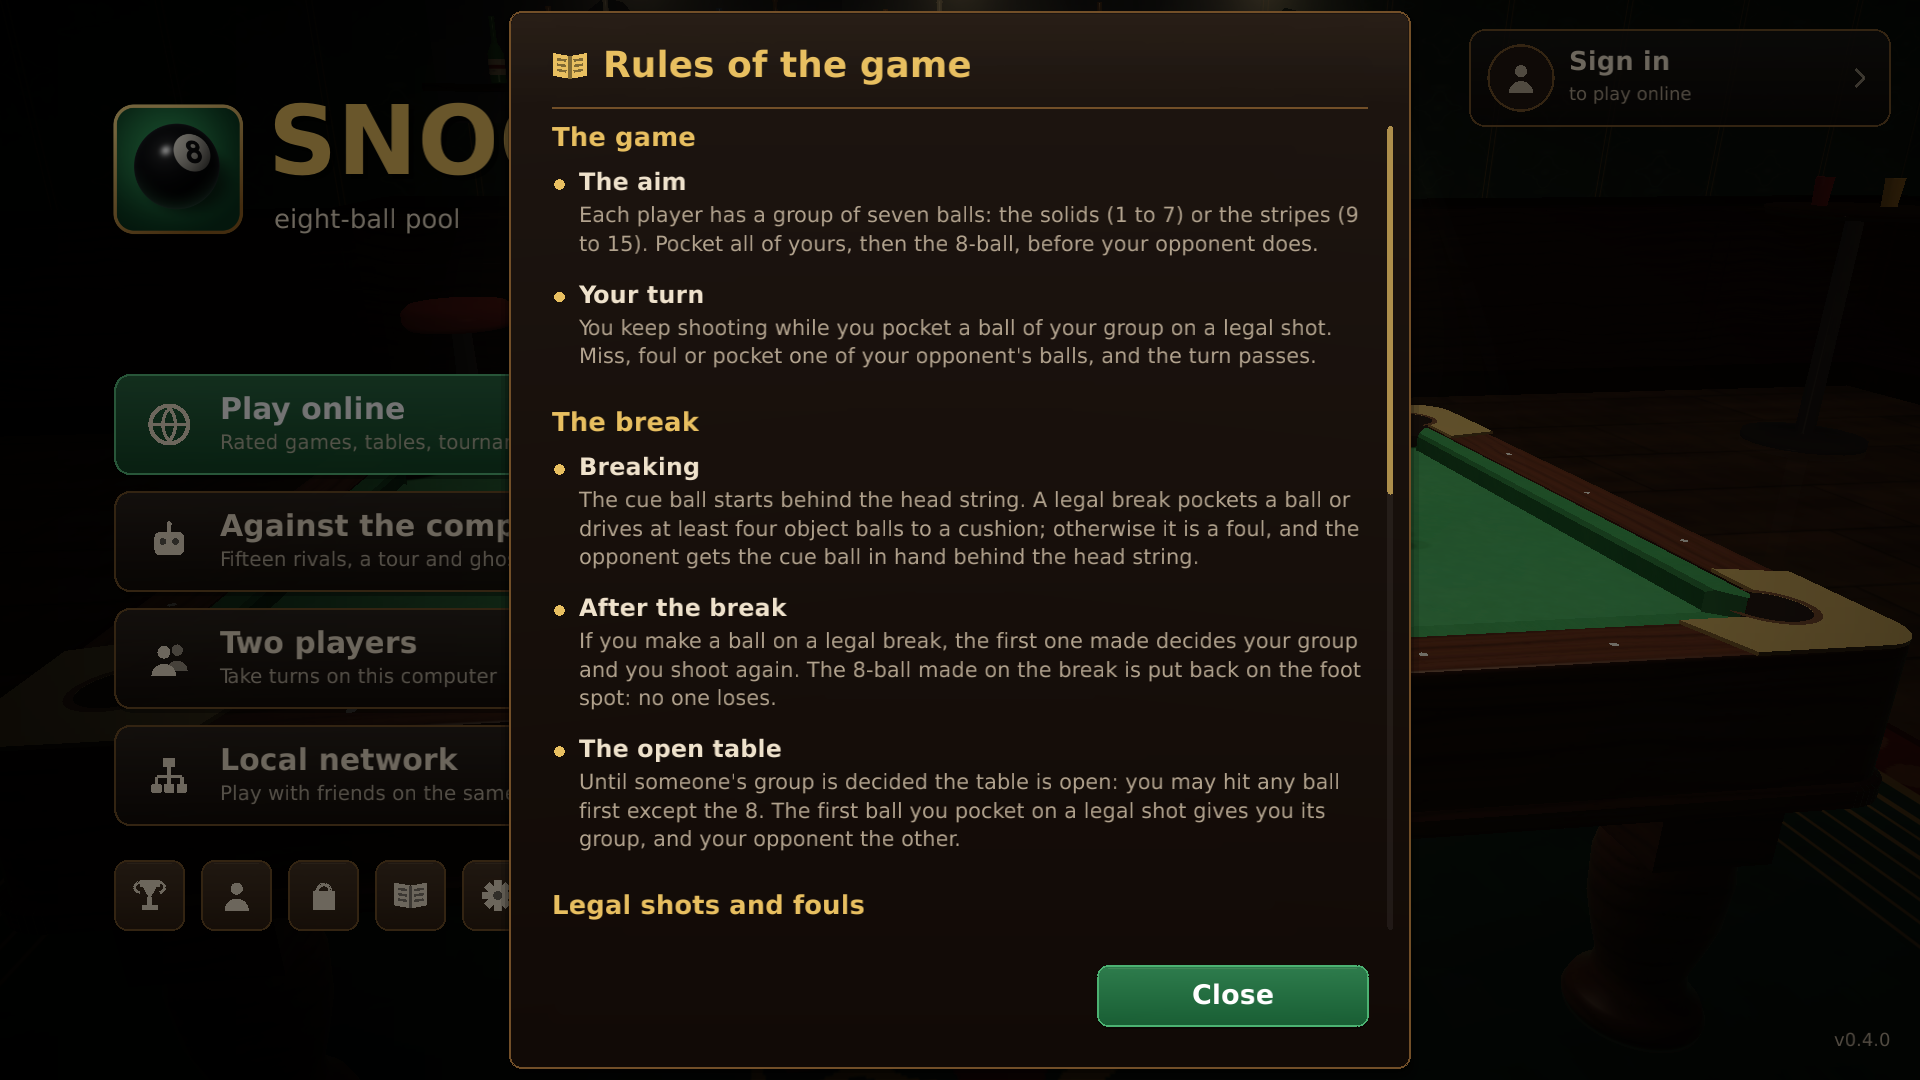 Rules of the game
The game
The aim
Each player has a group of seven balls: the solids (1 to 7) or the stripes (9
to 15). Pocket all of yours, then the 8-ball, before your opponent does.
Your turn
You keep shooting while you pocket a ball of your group on a legal shot.
Miss, foul or pocket one of your opponent's balls, and the turn passes.
The break
Breaking
The cue ball starts behind the head string. A legal break pockets a ball or
drives at least four object balls to a cushion; otherwise it is a foul, and the
opponent gets the cue ball in hand behind the head string.
After the break
If you make a ball on a legal break, the first one made decides your group
and you shoot again. The 8-ball made on the break is put back on the foot
spot: no one loses.
The open table
Until someone's group is decided the table is open: you may hit any ball
first except the 8. The first ball you pocket on a legal shot gives you its
group, and your opponent the other.
Legal shots and fouls
Close
8
SNO
eight-ball pool
Play online
Rated games, tables, tourna
Against the comp
Fifteen rivals, a tour and gho
Two players
Take turns on this computer
Local network
Play with friends on the same
Sign in
to play online
v0.4.0